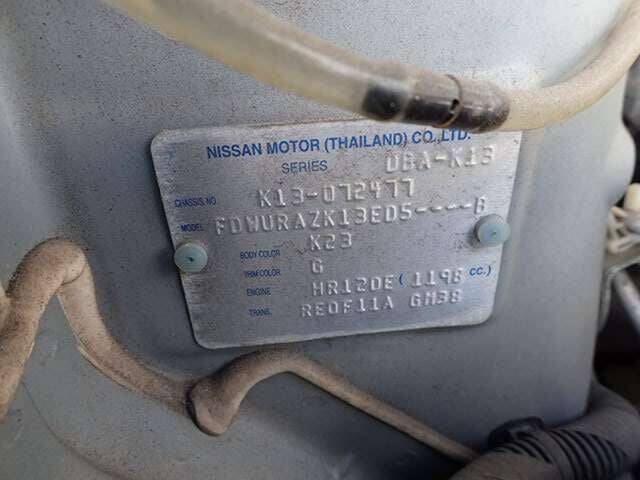 NISSAN MOTOR (THAILAND) CO.,LTD.
SERIES DBA-K13
CHASSIS NO. K13-072477
MODEL FDWURAZK13ED5----B
BODY COLOR K23
TRIM COLOR G
ENGINE HR12DE (1198 CC.)
TRANS. RE0F11A GM38